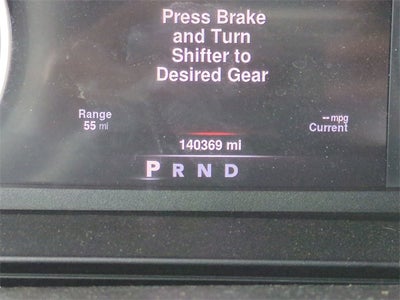 Press Brake
and Turn
Shifter to
Desired Gear
Range
55 mi
--mpg
Current
140369 mi
P R N D